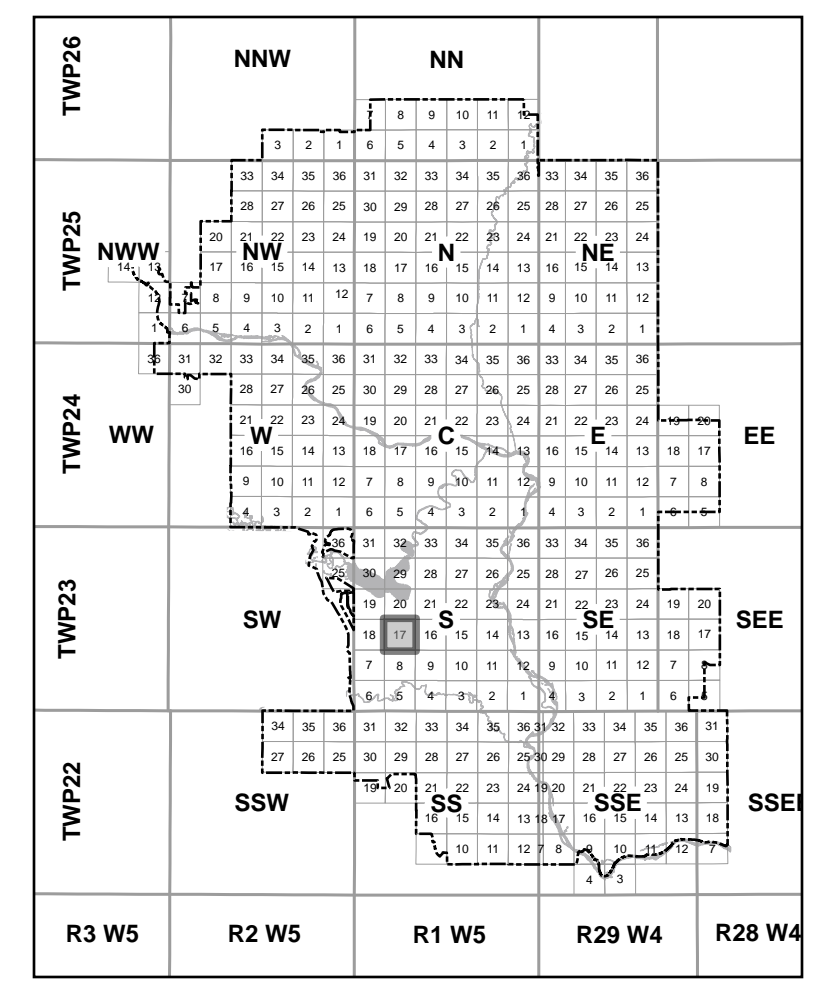 TWP26
NNW NN
7 8 9 10 11 12
3 2 1 6 5 4 3 2 1
TWP25
33 34 35 36 31 32 33 34 35 36 33 34 35 36
28 27 26 25 30 29 28 27 26 25 28 27 26 25
20 21 22 23 24 19 20 21 22 23 24 21 22 23 24
NWW NW N NE
14 13 17 16 15 14 13 18 17 16 15 14 13 16 15 14 13
12 7 8 9 10 11 12 7 8 9 10 11 12 9 10 11 12
1 6 5 4 3 2 1 6 5 4 3 2 1 4 3 2 1
TWP24
36 31 32 33 34 35 36 31 32 33 34 35 36 33 34 35 36
30 28 27 26 25 30 29 28 27 26 25 28 27 26 25
21 22 23 24 19 20 21 22 23 24 21 22 23 24 19 20
WW W C E EE
16 15 14 13 18 17 16 15 14 13 16 15 14 13 18 17
9 10 11 12 7 8 9 10 11 12 9 10 11 12 7 8
4 3 2 1 6 5 4 3 2 1 4 3 2 1 6 5
TWP23
36 31 32 33 34 35 36 33 34 35 36
25 30 29 28 27 26 25 28 27 26 25
19 20 21 22 23 24 21 22 23 24 19 20
SW S SE SEE
18 17 16 15 14 13 16 15 14 13 18 17
7 8 9 10 11 12 9 10 11 12 7 8
6 5 4 3 2 1 4 3 2 1 6
TWP22
34 35 36 31 32 33 34 35 36 31 32 33 34 35 36 31
27 26 25 30 29 28 27 26 25 30 29 28 27 26 25 30
19 20 21 22 23 24 19 20 21 22 23 24 19
SSW SS SSE SSEE
16 15 14 13 18 17 16 15 14 13 18
10 11 12 7 8 9 10 11 12 7
4 3
R3 W5 R2 W5 R1 W5 R29 W4 R28 W4